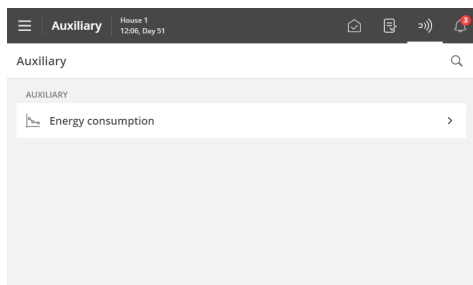 Auxiliary
House 1
12:06, Day 51
3
Auxiliary
AUXILIARY
Energy consumption